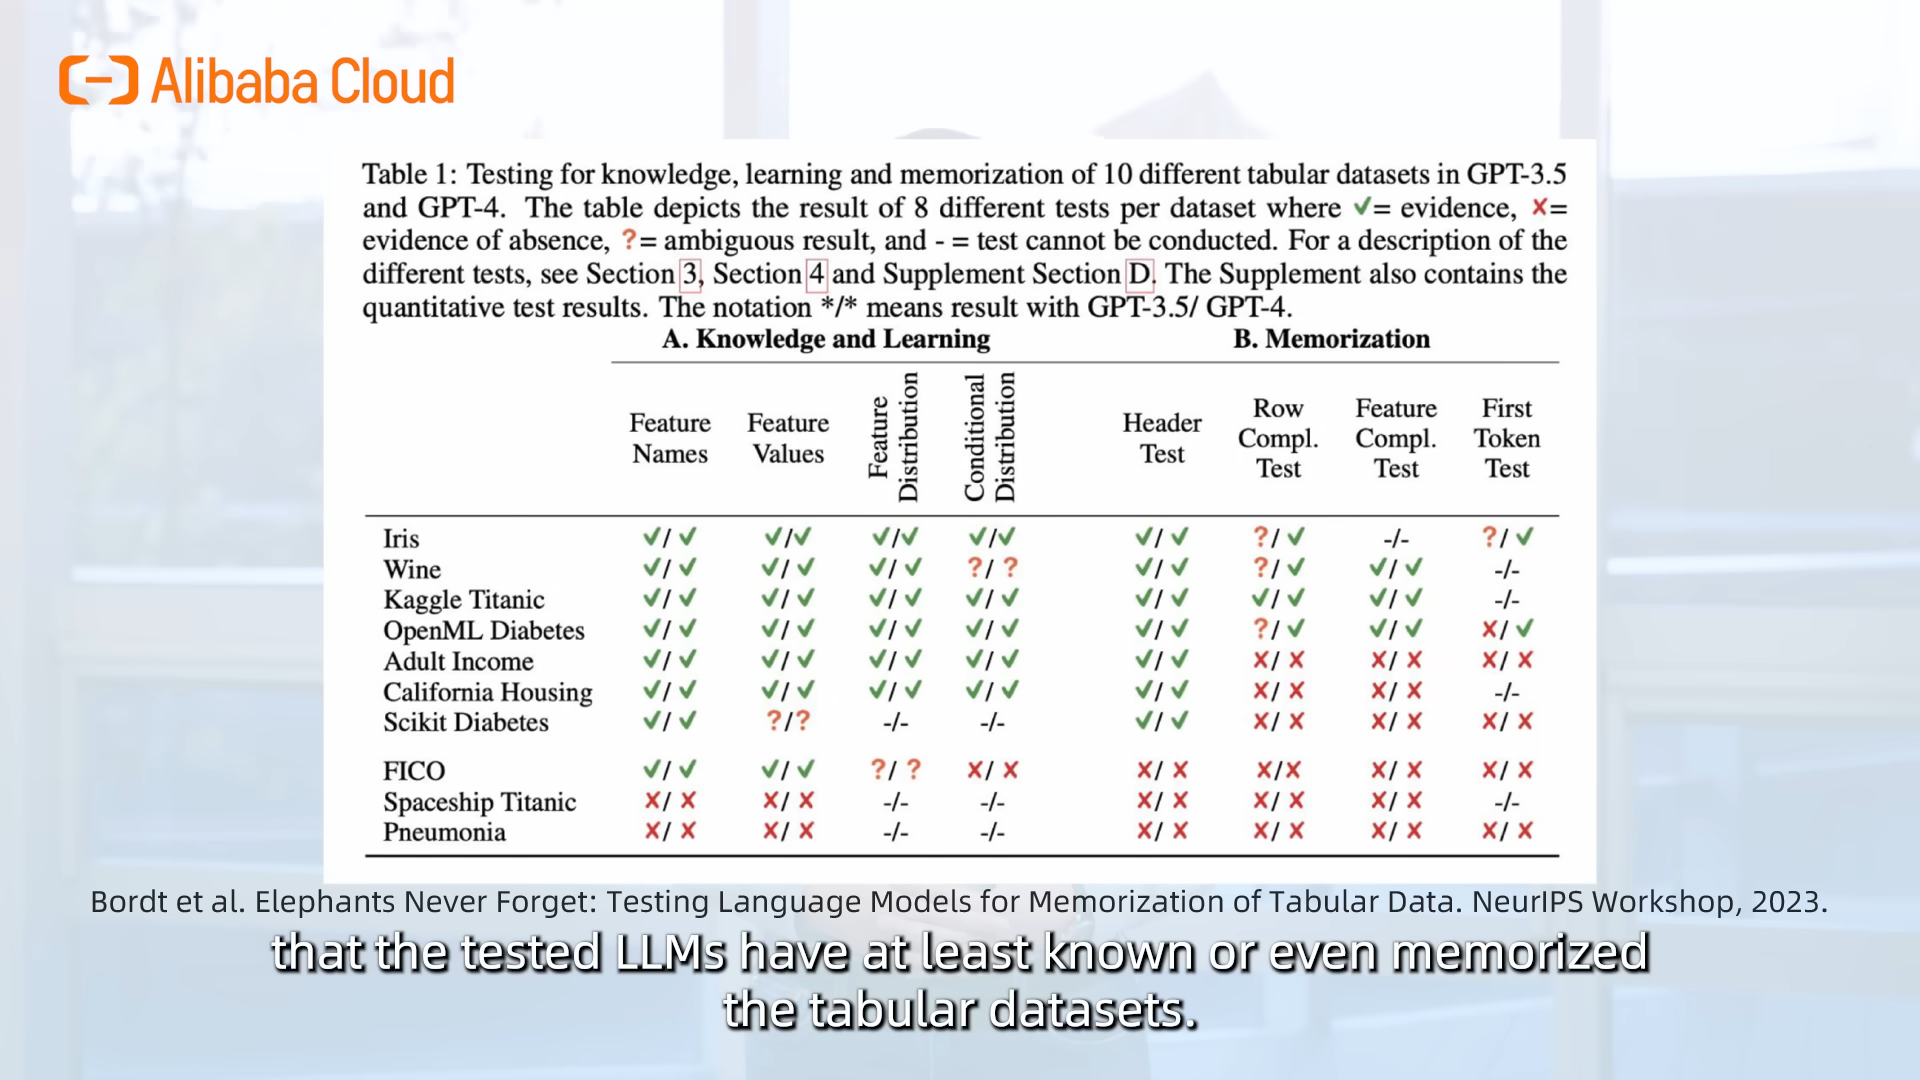 Alibaba Cloud
Table 1: Testing for knowledge, learning and memorization of 10 different tabular datasets in GPT-3.5
and GPT-4. The table depicts the result of 8 different tests per dataset where ✔= evidence, ✘=
evidence of absence, ?= ambiguous result, and - = test cannot be conducted. For a description of the
different tests, see Section 3, Section 4 and Supplement Section D. The Supplement also contains the
quantitative test results. The notation */* means result with GPT-3.5/ GPT-4.
A. Knowledge and Learning B. Memorization
Feature Names Feature Values Feature Distribution Conditional Distribution Header Test Row Compl. Test Feature Compl. Test First Token Test
Iris ✔/✔ ✔/✔ ✔/✔ ✔/✔ ✔/✔ ?/✔ -/- ?/✔
Wine ✔/✔ ✔/✔ ✔/✔ ?/? ✔/✔ ?/✔ ✔/✔ -/-
Kaggle Titanic ✔/✔ ✔/✔ ✔/✔ ✔/✔ ✔/✔ ✔/✔ ✔/✔ -/-
OpenML Diabetes ✔/✔ ✔/✔ ✔/✔ ✔/✔ ✔/✔ ?/✔ ✔/✔ ✘/✔
Adult Income ✔/✔ ✔/✔ ✔/✔ ✔/✔ ✔/✔ ✘/✘ ✘/✘ ✘/✘
California Housing ✔/✔ ✔/✔ ✔/✔ ✔/✔ ✔/✔ ✘/✘ ✘/✘ -/-
Scikit Diabetes ✔/✔ ?/? -/- -/- ✔/✔ ✘/✘ ✘/✘ ✘/✘
FICO ✔/✔ ✔/✔ ?/? ✘/✘ ✘/✘ ✘/✘ ✘/✘ ✘/✘
Spaceship Titanic ✘/✘ ✘/✘ -/- -/- ✘/✘ ✘/✘ ✘/✘ -/-
Pneumonia ✘/✘ ✘/✘ -/- -/- ✘/✘ ✘/✘ ✘/✘ ✘/✘
Bordt et al. Elephants Never Forget: Testing Language Models for Memorization of Tabular Data. NeurIPS Workshop, 2023.
that the tested LLMs have at least known or even memorized
the tabular datasets.